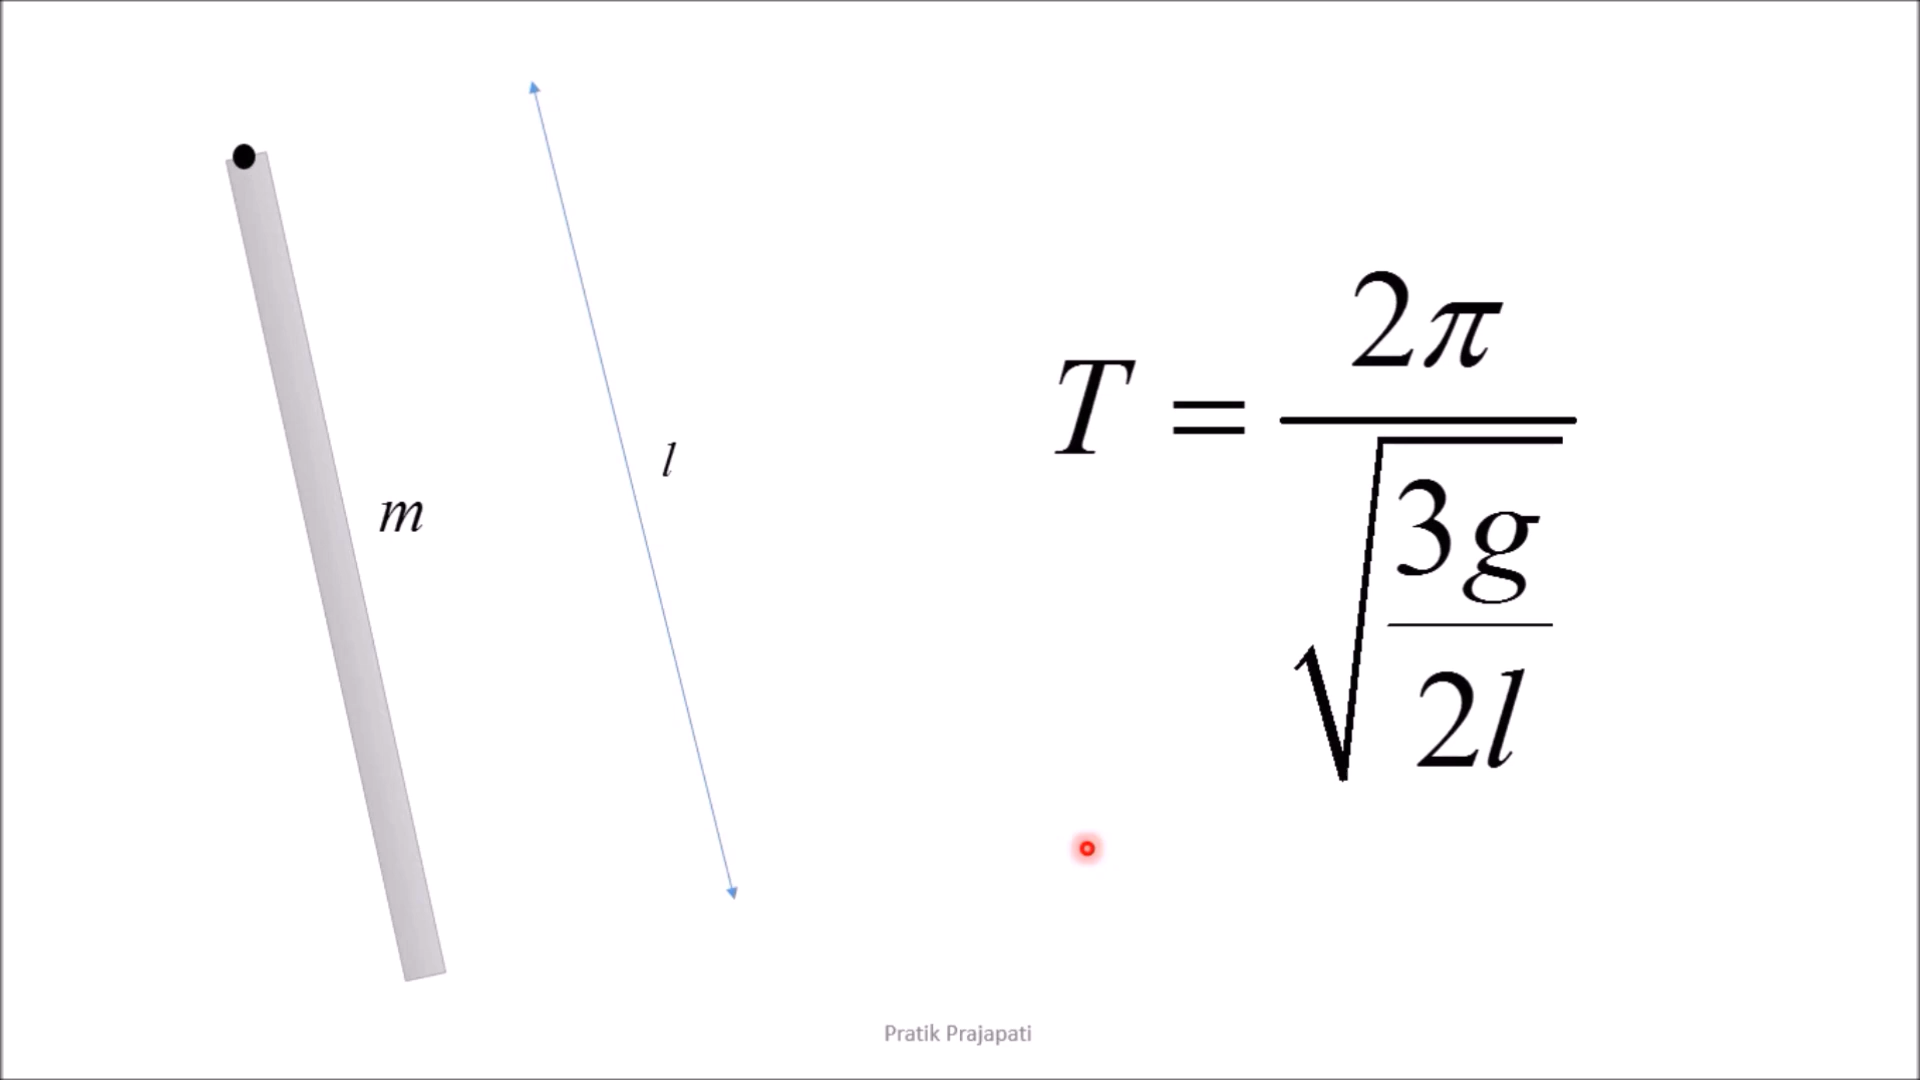 l
m
T = 2π / √(3g / 2l)
Pratik Prajapati